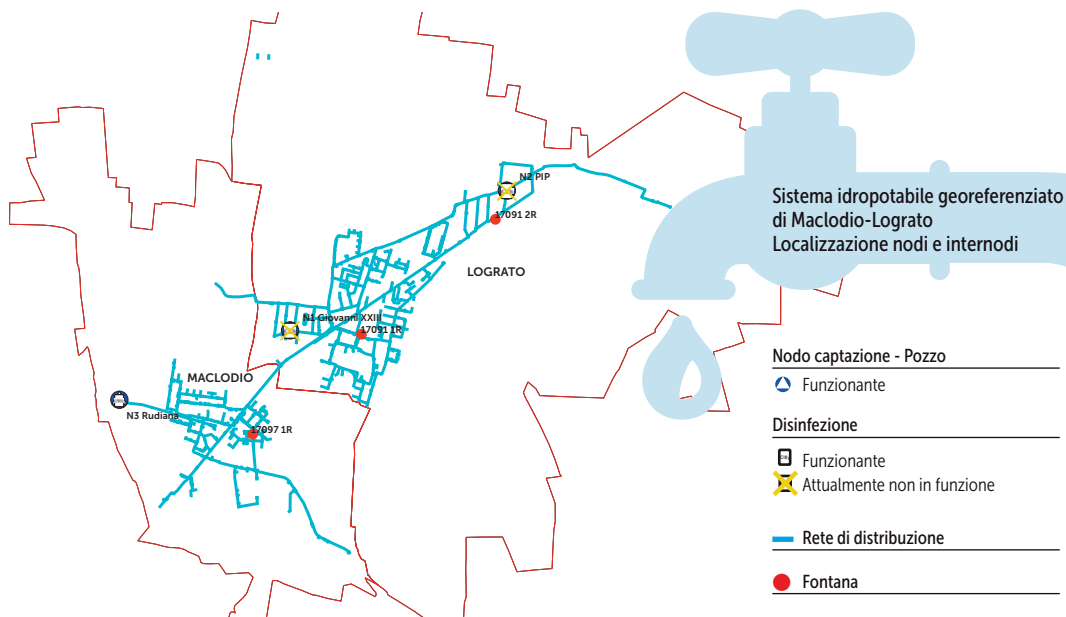 N2 PIP
17091 2R
LOGRATO
N1 Giovanni XXIII
17091 1R
MACLODIO
N3 Rudiana
17097 1R
Sistema idropotabile georeferenziato
di Maclodio-Lograto
Localizzazione nodi e internodi
Nodo captazione - Pozzo
Funzionante
Disinfezione
Funzionante
Attualmente non in funzione
Rete di distribuzione
Fontana